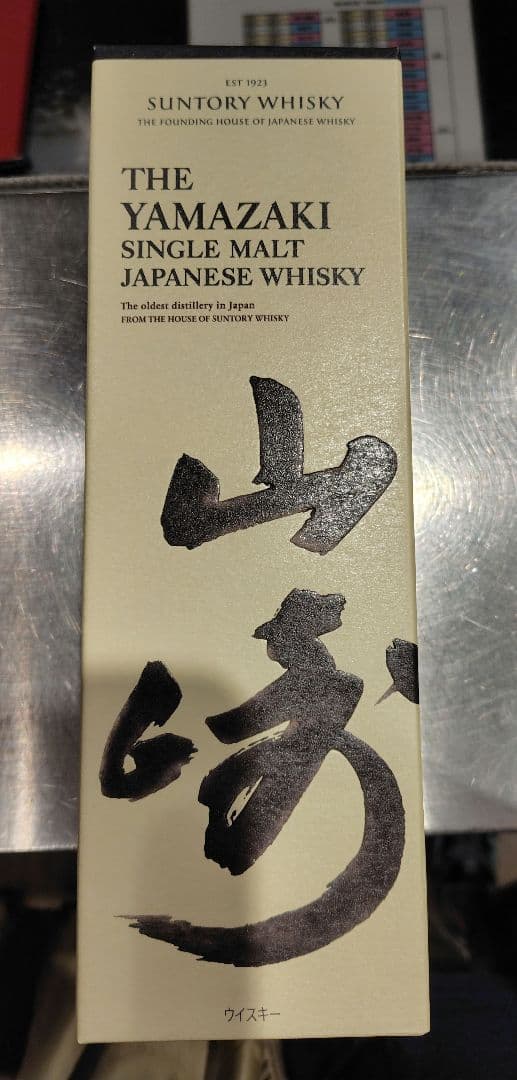 EST 1923
SUNTORY WHISKY
THE FOUNDING HOUSE OF JAPANESE WHISKY
THE
YAMAZAKI
SINGLE MALT
JAPANESE WHISKY
The oldest distillery in Japan
FROM THE HOUSE OF SUNTORY WHISKY
山
崎
ウイスキー